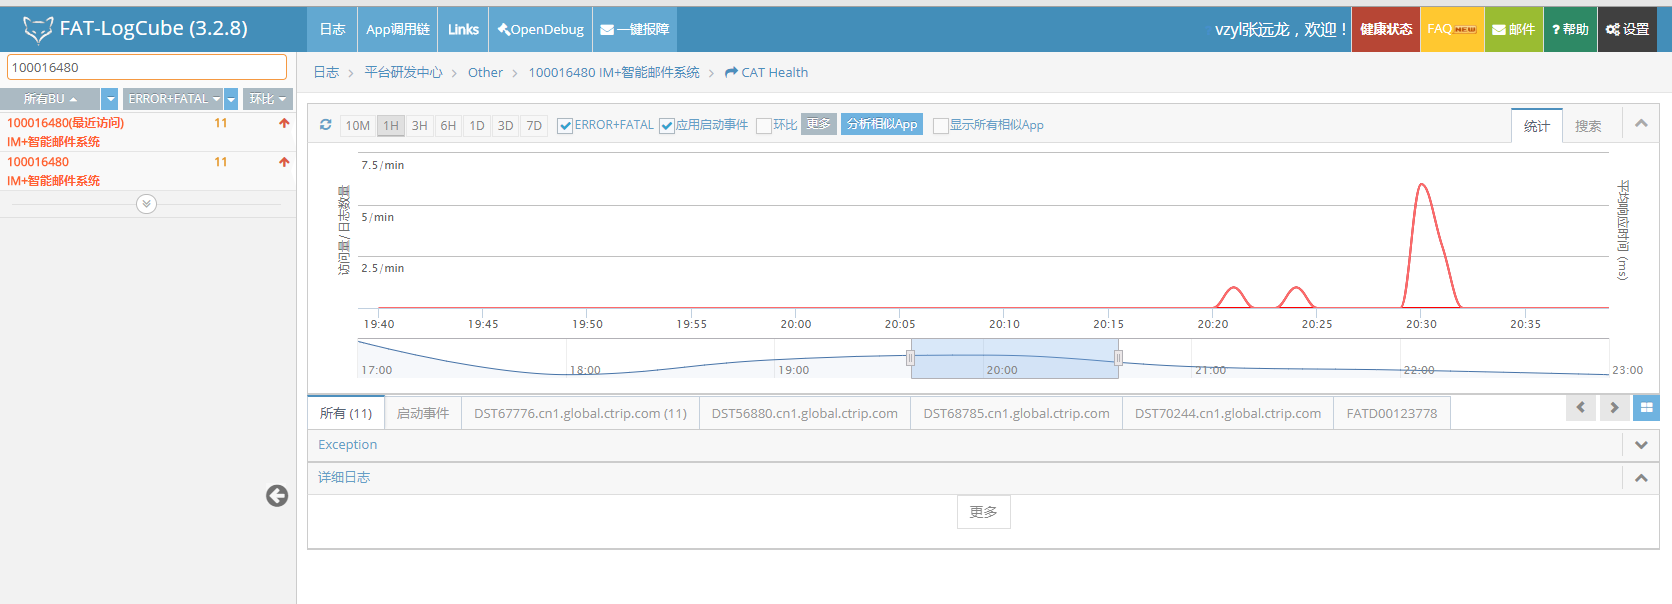 FAT-LogCube (3.2.8)
日志
App调用链
Links
OpenDebug
一键报障
vzyl张远龙，欢迎！
健康状态
FAQ NEW
邮件
? 帮助
设置
100016480
所有BU
ERROR+FATAL
环比
100016480(最近访问) 11
IM+智能邮件系统
100016480 11
IM+智能邮件系统
日志 > 平台研发中心 > Other > 100016480 IM+智能邮件系统 > CAT Health
10M 1H 3H 6H 1D 3D 7D ERROR+FATAL 应用启动事件 环比 更多 分析相似App 显示所有相似App
统计 搜索
访问量/ 日志数量
7.5/min
5/min
2.5/min
平均响应时间 (ms)
19:40 19:45 19:50 19:55 20:00 20:05 20:10 20:15 20:20 20:25 20:30 20:35
17:00 18:00 19:00 20:00 21:00 22:00 23:00
所有 (11) 启动事件 DST67776.cn1.global.ctrip.com (11) DST56880.cn1.global.ctrip.com DST68785.cn1.global.ctrip.com DST70244.cn1.global.ctrip.com FATD00123778
Exception
详细日志
更多